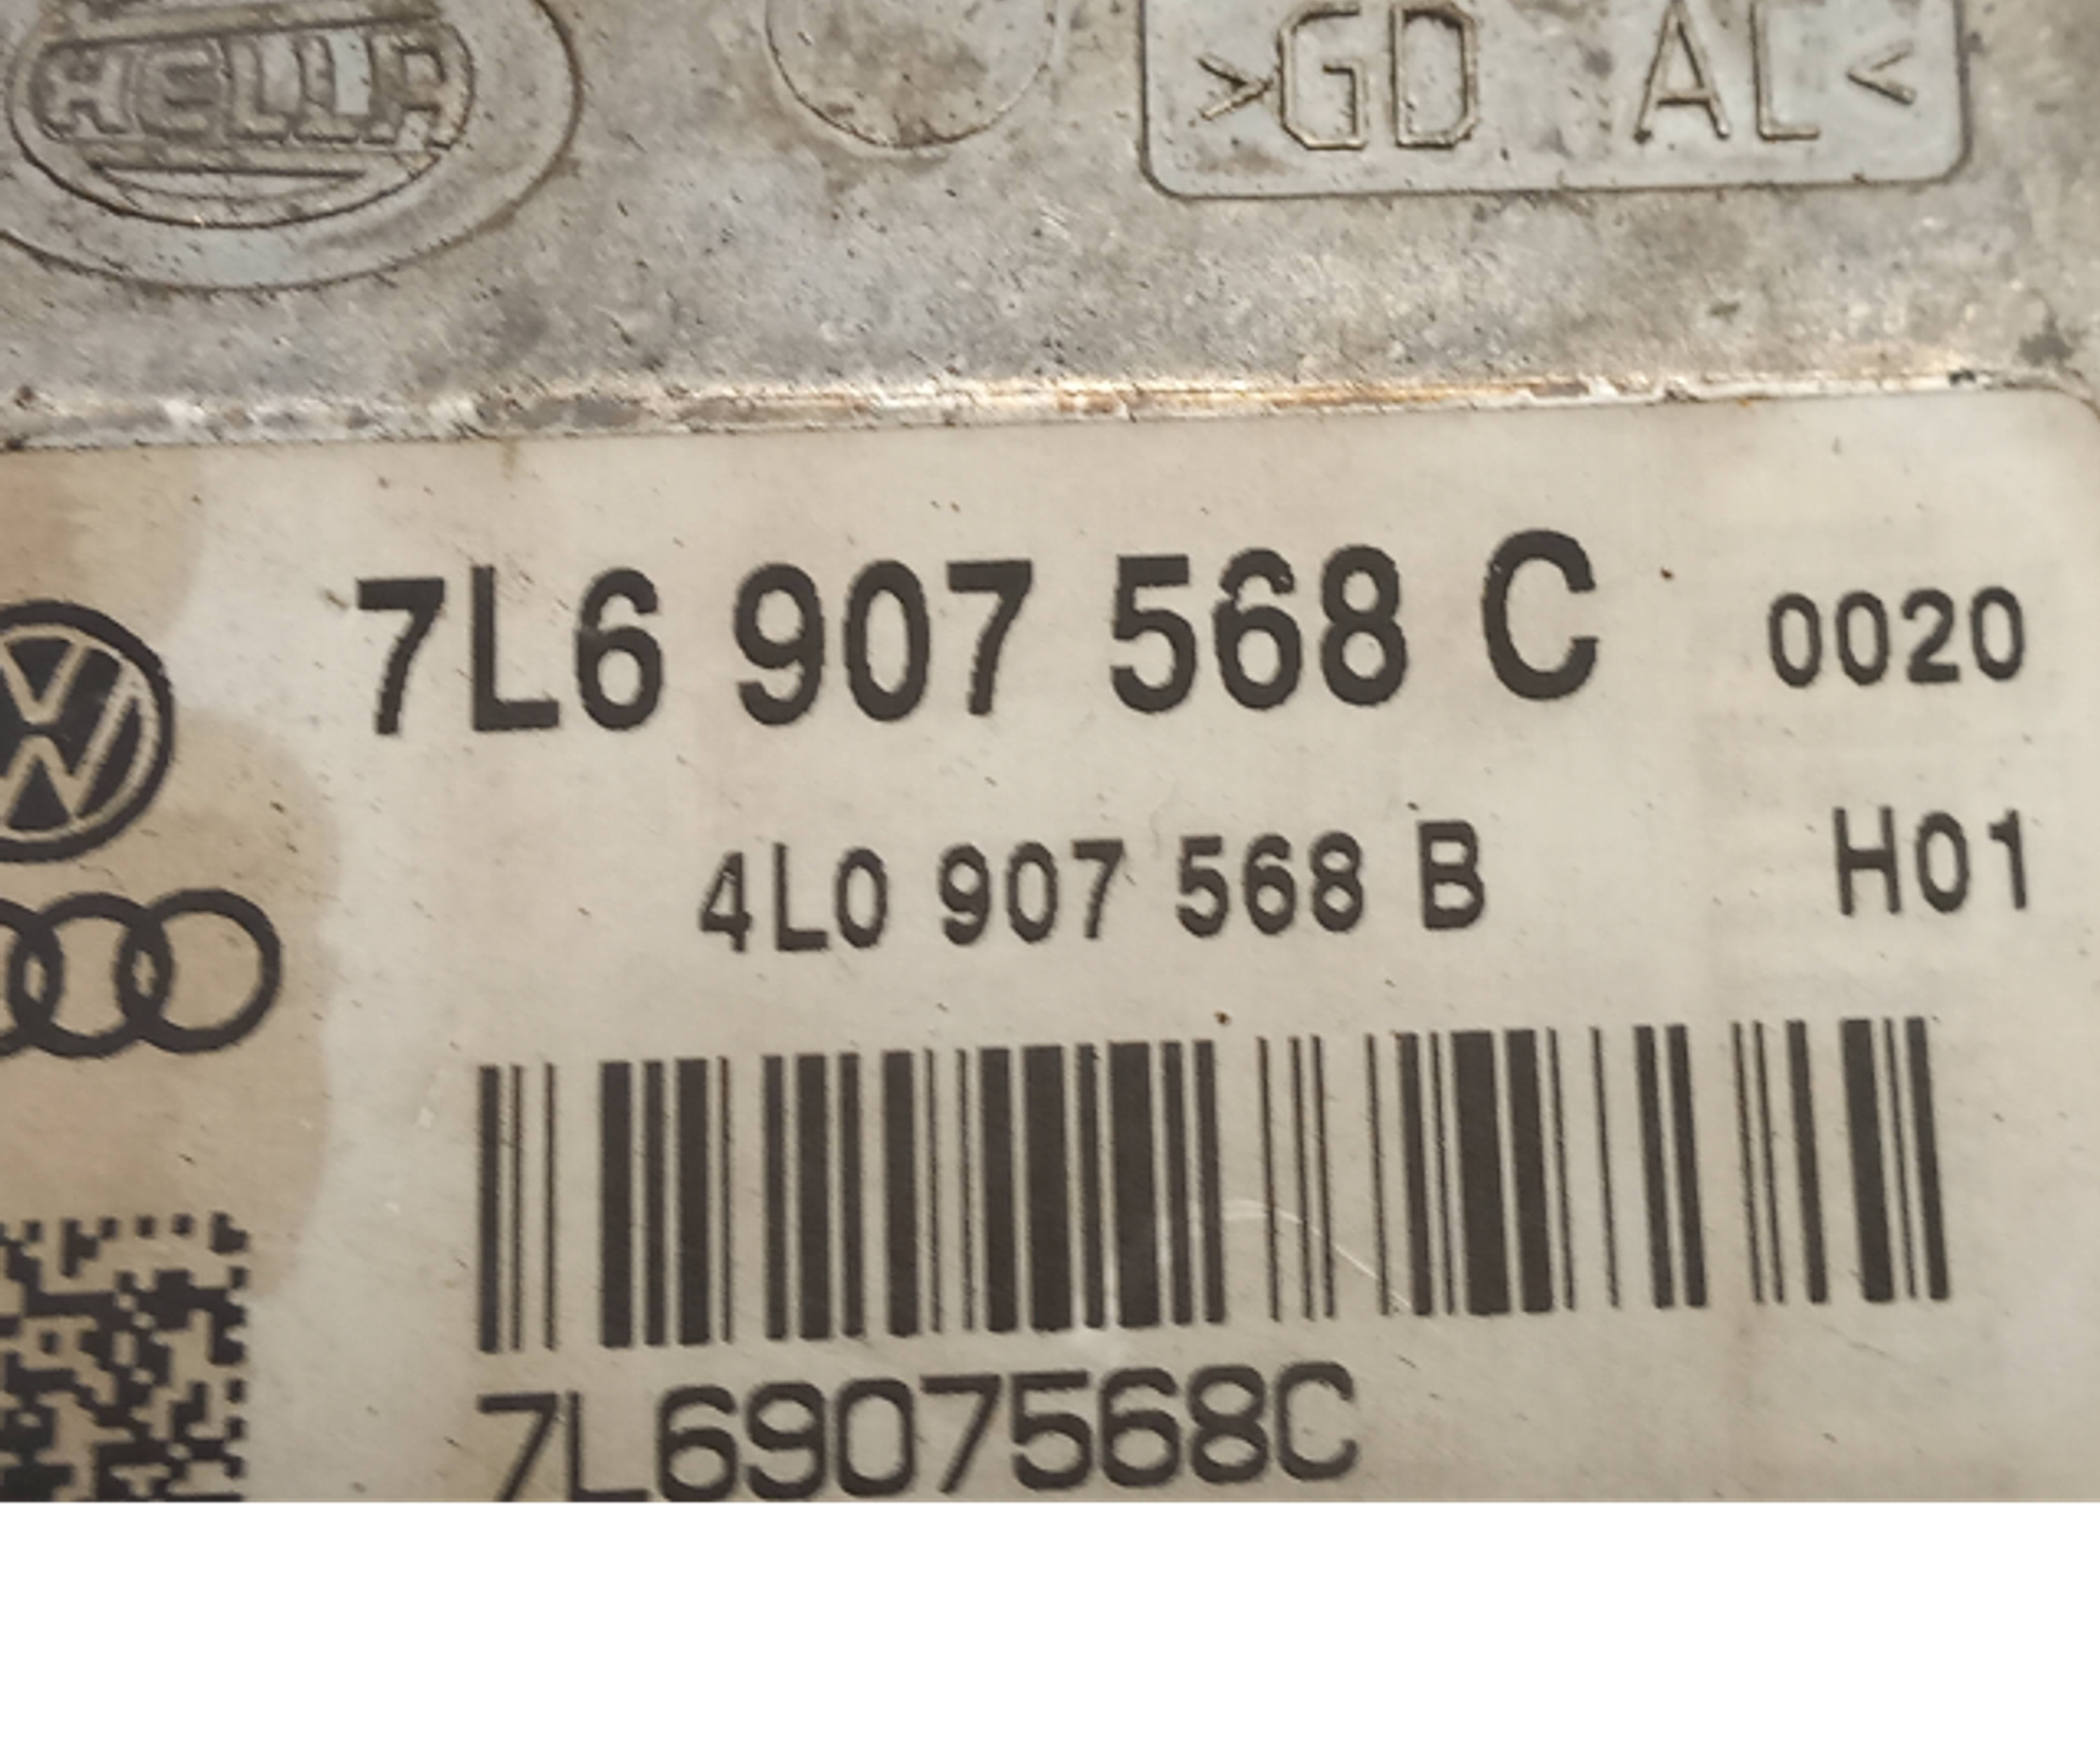 HELLA
>GD AL<
7L6 907 568 C 0020
4L0 907 568 B H01
7L6907568C